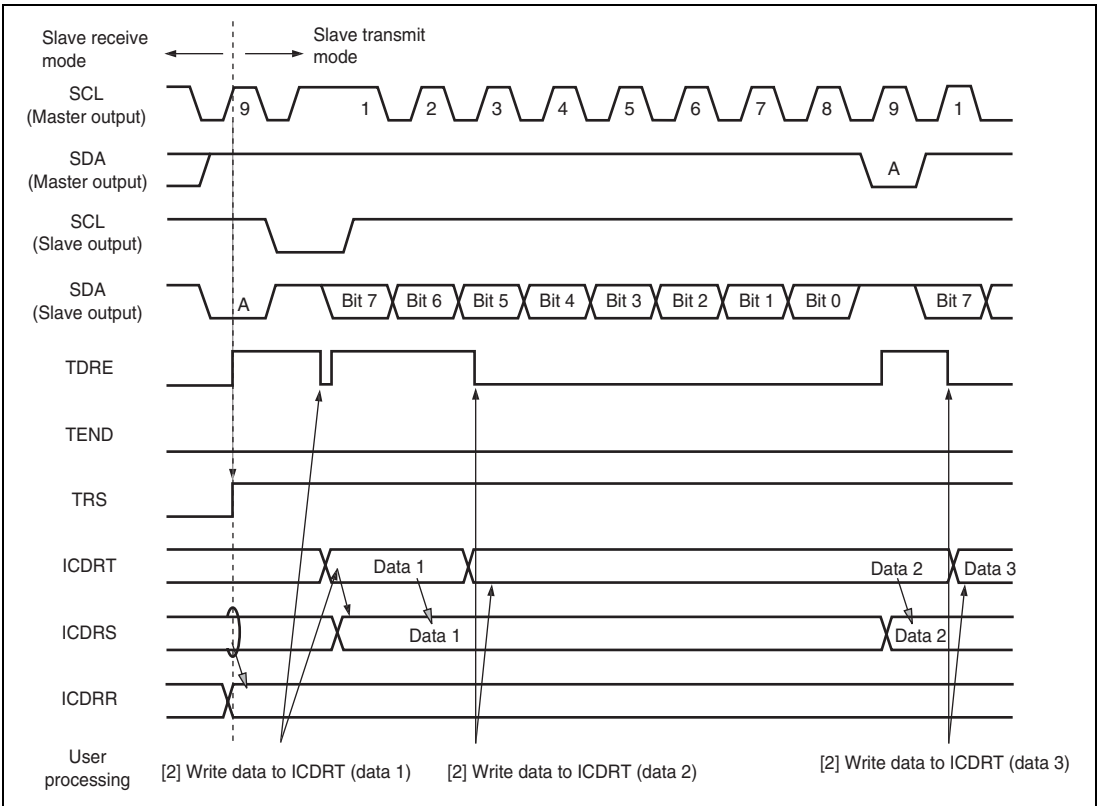 Slave receive
mode
Slave transmit
mode
SCL
(Master output)
9 1 2 3 4 5 6 7 8 9 1
SDA
(Master output)
A
SCL
(Slave output)
SDA
(Slave output)
A Bit 7 Bit 6 Bit 5 Bit 4 Bit 3 Bit 2 Bit 1 Bit 0 Bit 7
TDRE
TEND
TRS
ICDRT
Data 1 Data 2 Data 3
ICDRS
Data 1 Data 2
ICDRR
User
processing
[2] Write data to ICDRT (data 1) [2] Write data to ICDRT (data 2) [2] Write data to ICDRT (data 3)